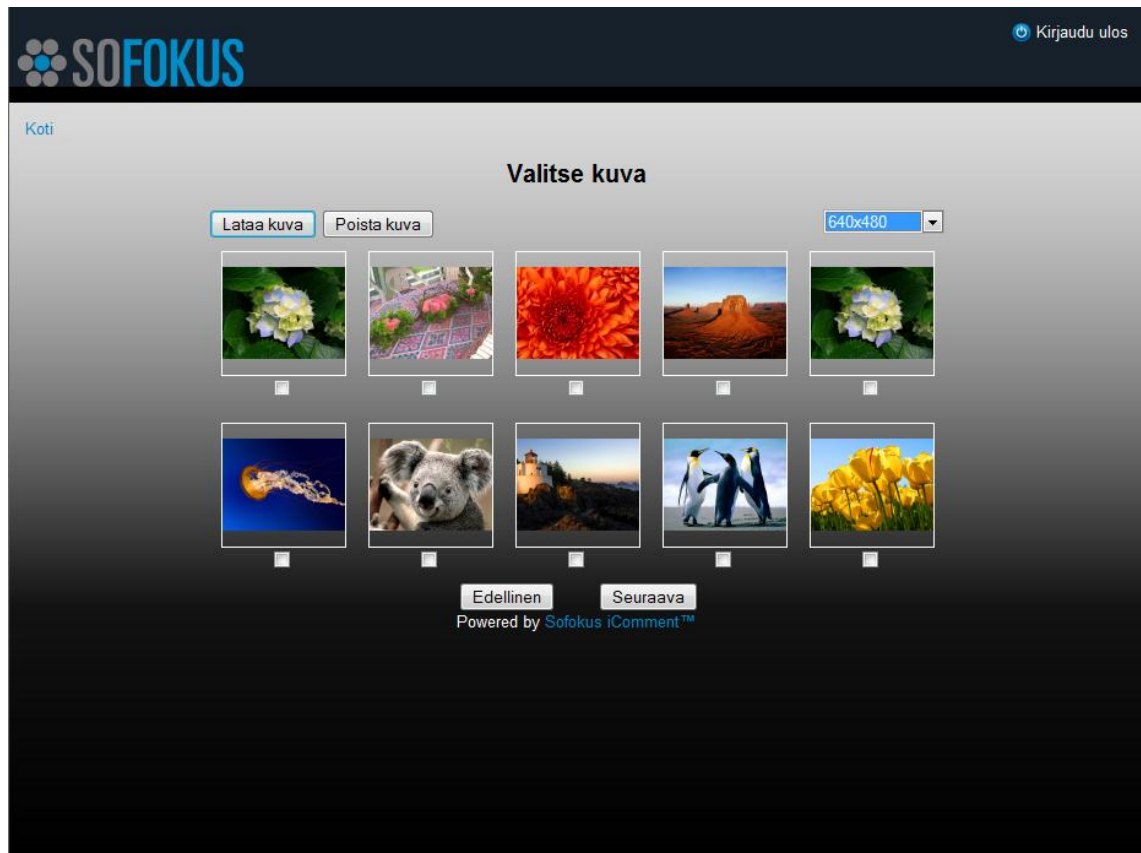 SOFOKUS
Kirjaudu ulos
Koti
Valitse kuva
Lataa kuva Poista kuva 640x480
Edellinen Seuraava
Powered by Sofokus iComment™